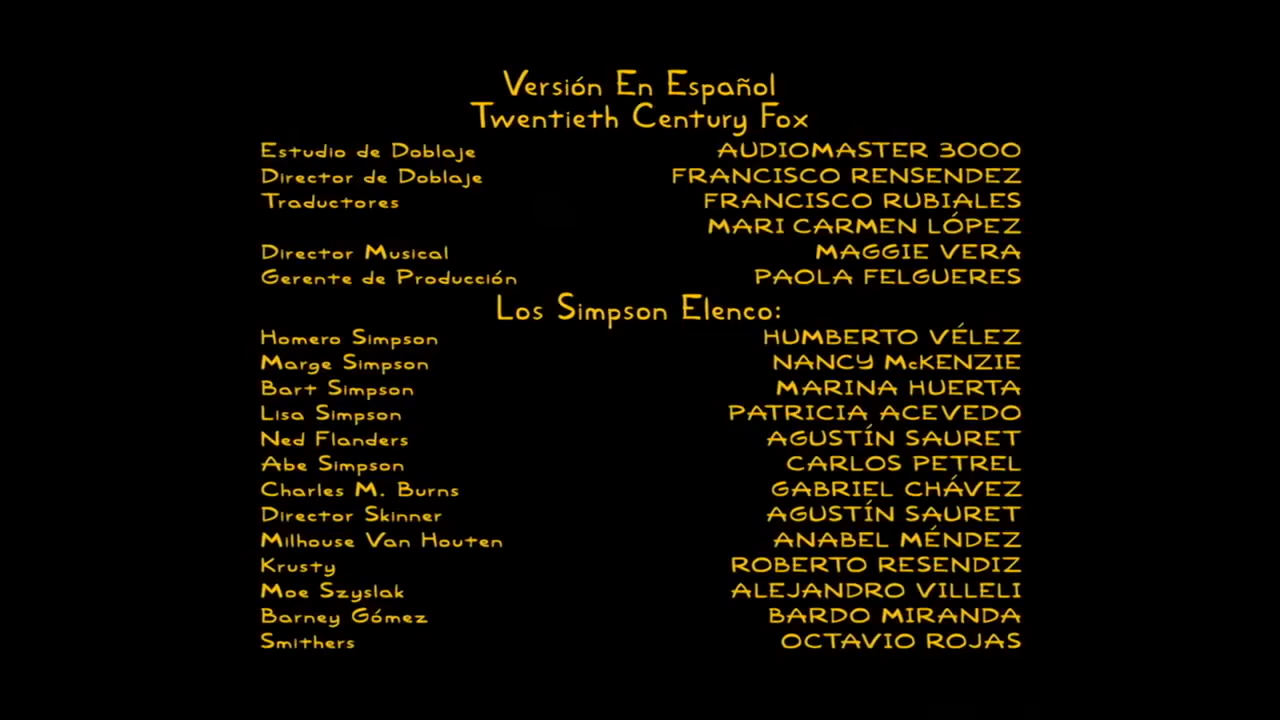 Versión En Español
Twentieth Century Fox
Estudio de Doblaje AUDIOMASTER 3000
Director de Doblaje FRANCISCO RENSENDEZ
Traductores FRANCISCO RUBIALES
MARI CARMEN LÓPEZ
Director Musical MAGGIE VERA
Gerente de Producción PAOLA FELGUERES
Los Simpson Elenco:
Homero Simpson HUMBERTO VÉLEZ
Marge Simpson NANCY McKENZIE
Bart Simpson MARINA HUERTA
Lisa Simpson PATRICIA ACEVEDO
Ned Flanders AGUSTÍN SAURET
Abe Simpson CARLOS PETREL
Charles M. Burns GABRIEL CHÁVEZ
Director Skinner AGUSTÍN SAURET
Milhouse Van Houten ANABEL MÉNDEZ
Krusty ROBERTO RESENDIZ
Moe Szyslak ALEJANDRO VILLELI
Barney Gómez BARDO MIRANDA
Smithers OCTAVIO ROJAS